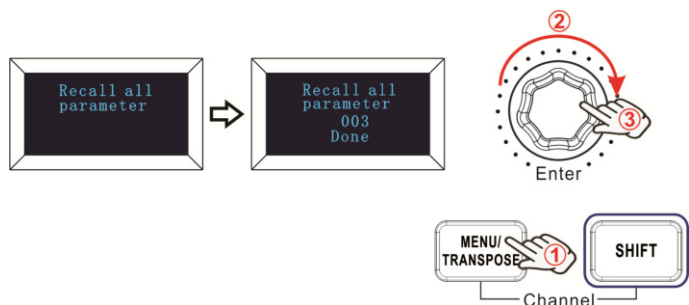 Recall all
parameter
Recall all
parameter
003
Done
②
③
Enter
MENU/
TRANSPOSE
①
SHIFT
Channel